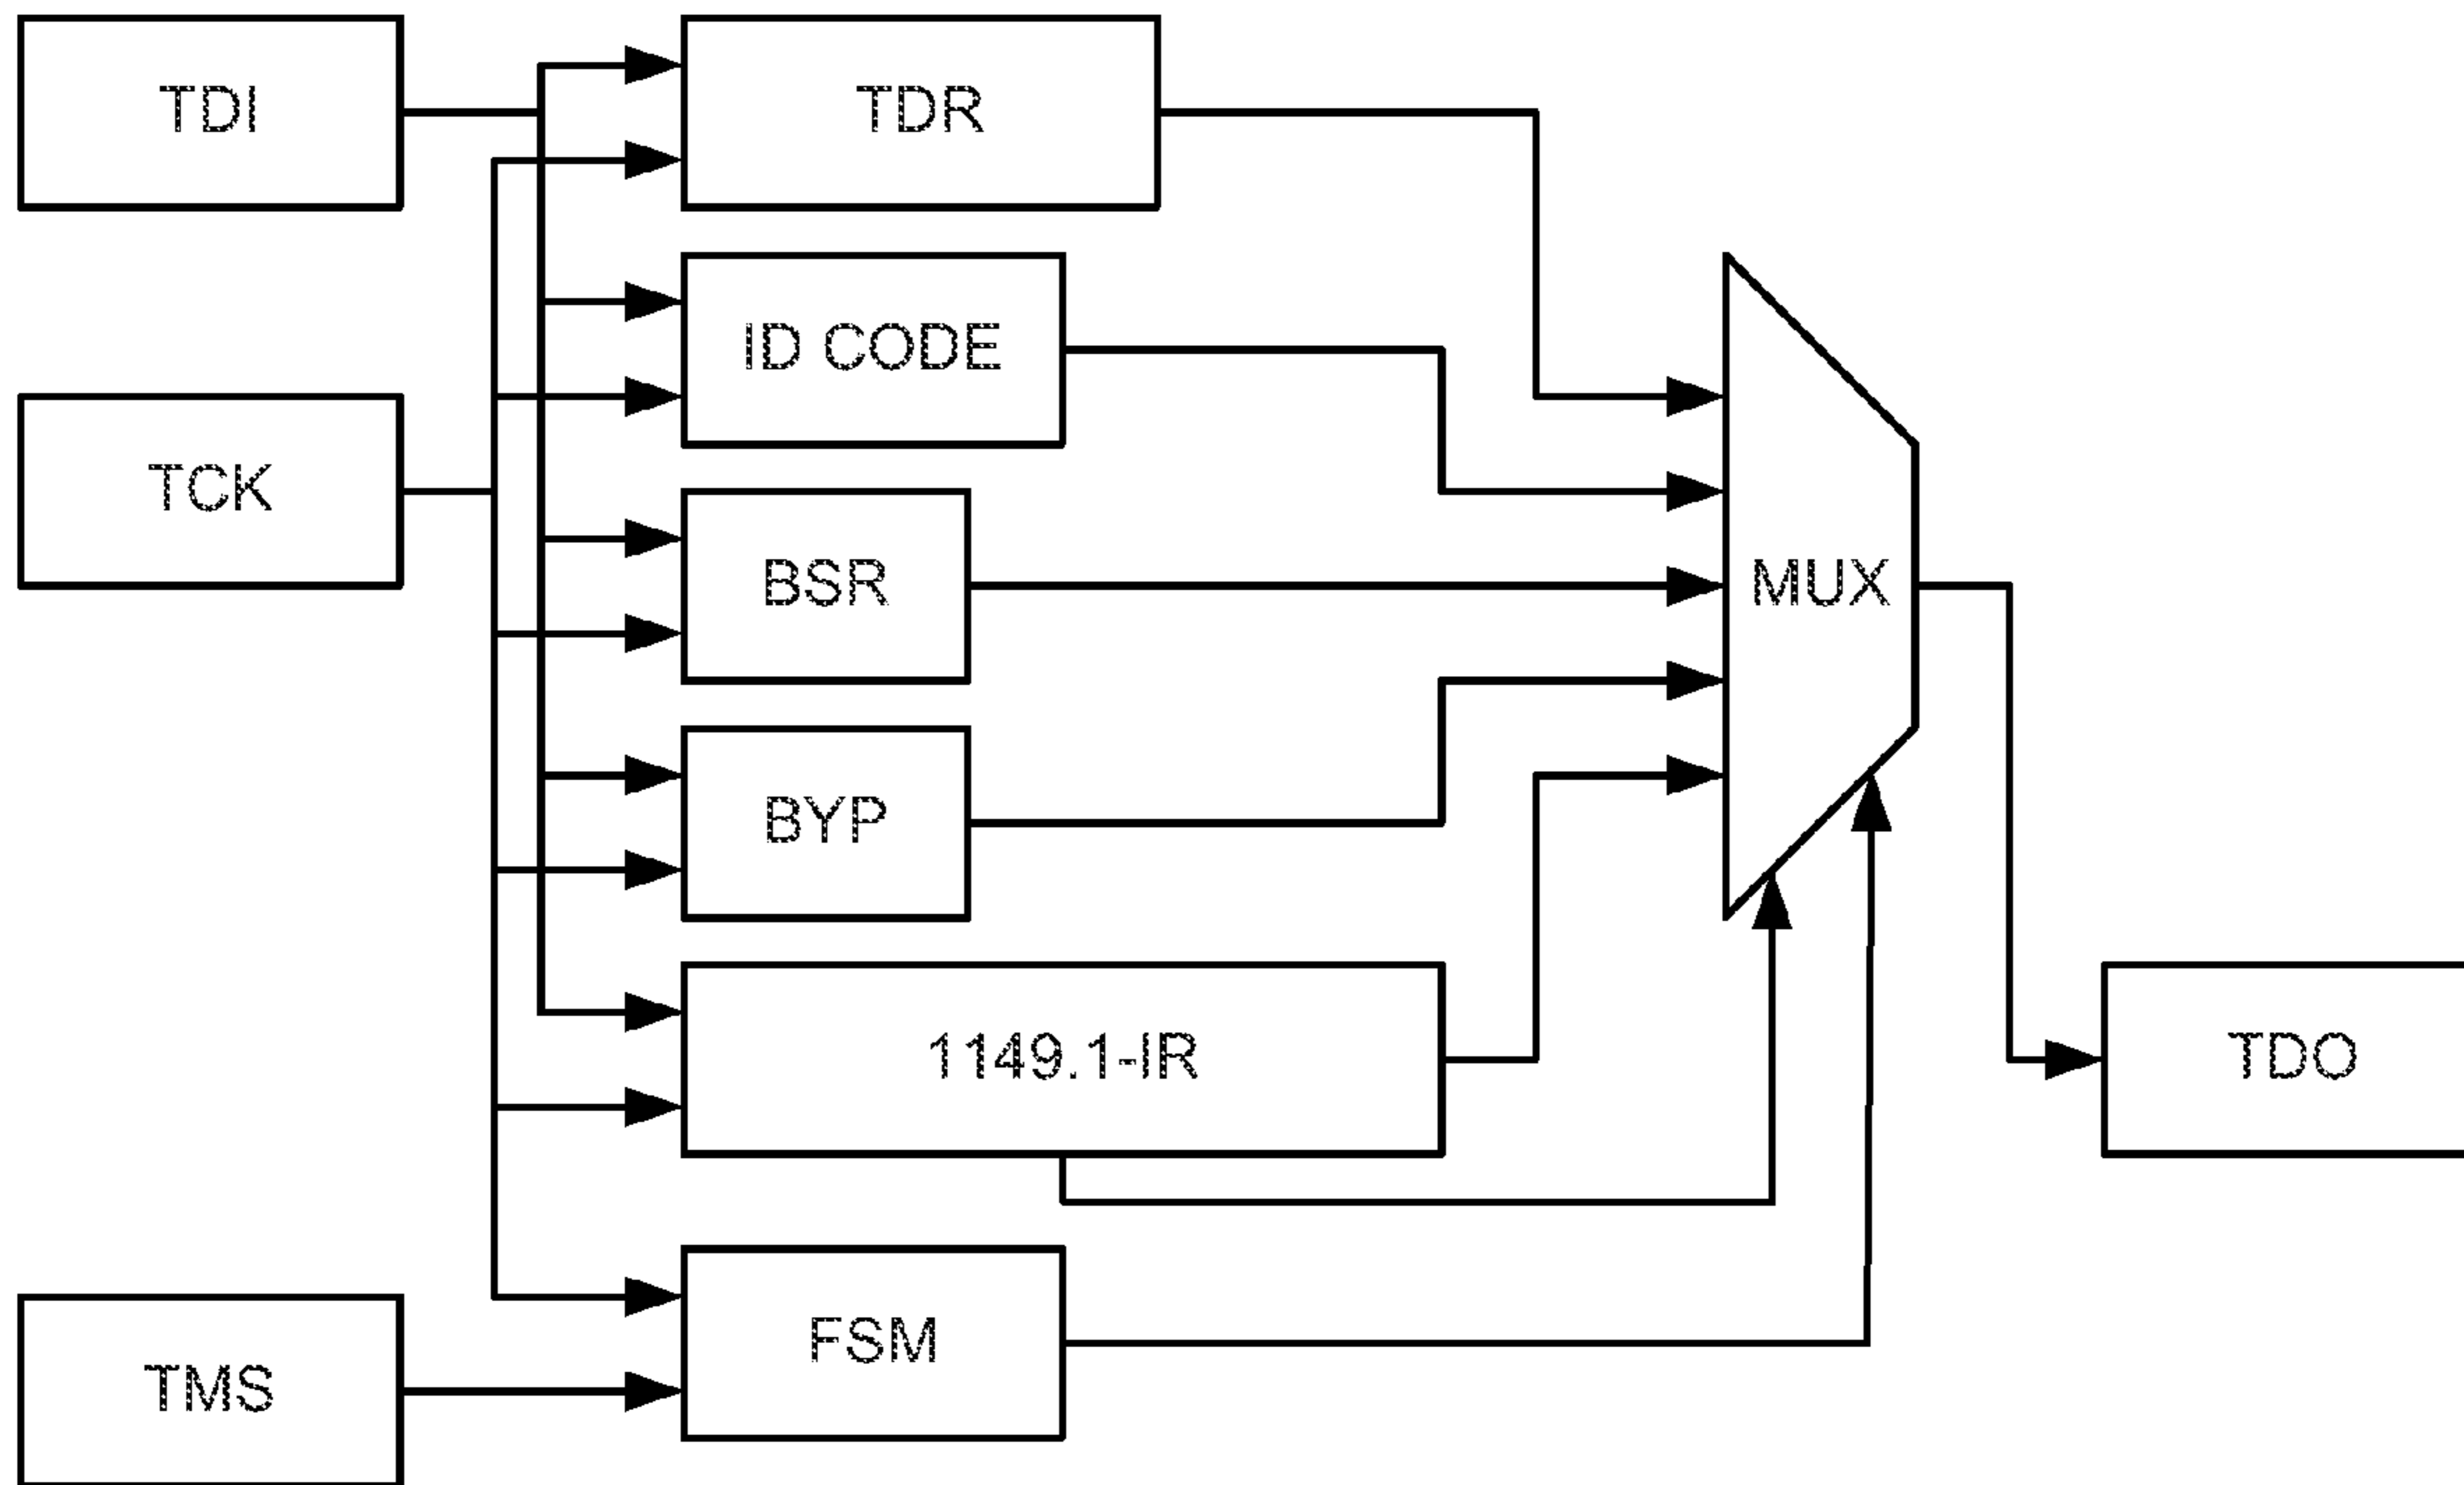 TDI
TDR
ID CODE
TCK
BSR
MUX
BYP
1149.1-IR
TDO
FSM
TMS